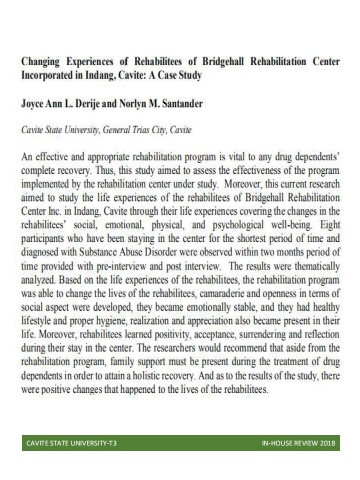 Changing Experiences of Rehabilitees of Bridgehall Rehabilitation Center
Incorporated in Indang, Cavite: A Case Study
Joyce Ann L. Derije and Norlyn M. Santander
Cavite State University, General Trias City, Cavite
An effective and appropriate rehabilitation program is vital to any drug dependents'
complete recovery. Thus, this study aimed to assess the effectiveness of the program
implemented by the rehabilitation center under study. Moreover, this current research
aimed to study the life experiences of the rehabilitees of Bridgehall Rehabilitation
Center Inc. in Indang, Cavite through their life experiences covering the changes in the
rehabilitees' social, emotional, physical, and psychological well-being. Eight
participants who have been staying in the center for the shortest period of time and
diagnosed with Substance Abuse Disorder were observed within two months period of
time provided with pre-interview and post interview. The results were thematically
analyzed. Based on the life experiences of the rehabilitees, the rehabilitation program
was able to change the lives of the rehabilitees, camaraderie and openness in terms of
social aspect were developed, they became emotionally stable, and they had healthy
lifestyle and proper hygiene, realization and appreciation also became present in their
life. Moreover, rehabilitees learned positivity, acceptance, surrendering and reflection
during their stay in the center. The researchers would recommend that aside from the
rehabilitation program, family support must be present during the treatment of drug
dependents in order to attain a holistic recovery. And as to the results of the study, there
were positive changes that happened to the lives of the rehabilitees.
CAVITE STATE UNIVERSITY-T3 IN-HOUSE REVIEW 2018